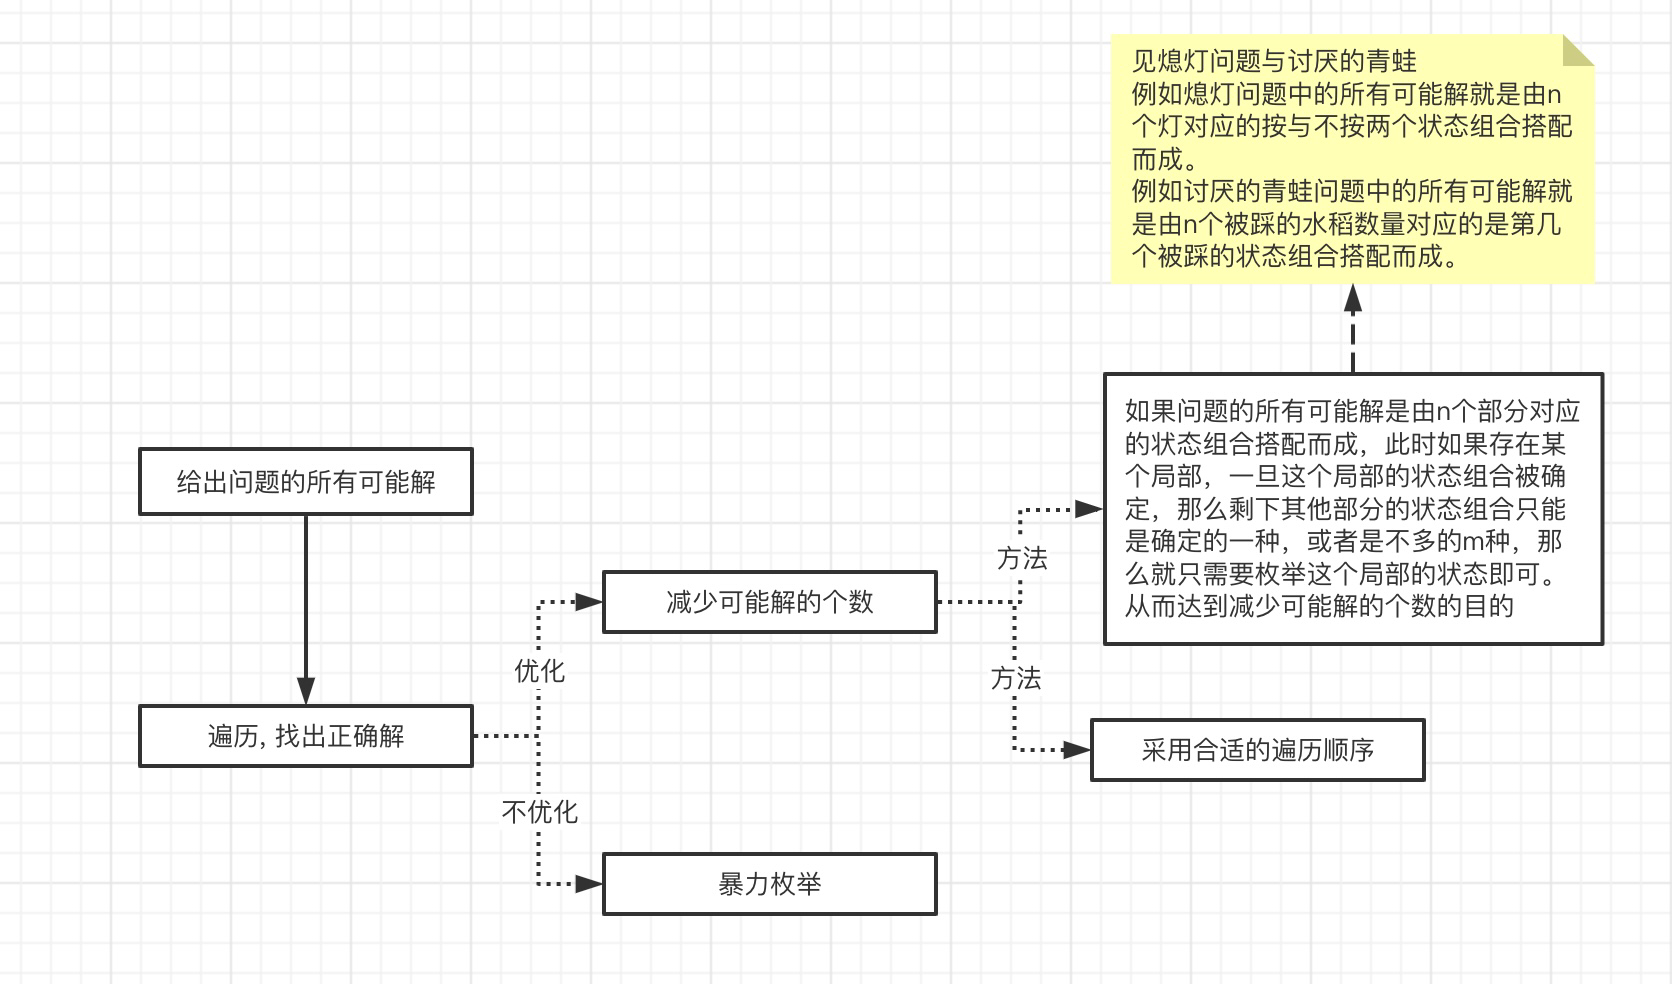 见熄灯问题与讨厌的青蛙
例如熄灯问题中的所有可能解就是由n
个灯对应的按与不按两个状态组合搭配
而成。
例如讨厌的青蛙问题中的所有可能解就
是由n个被踩的水稻数量对应的是第几
个被踩的状态组合搭配而成。
如果问题的所有可能解是由n个部分对应
的状态组合搭配而成，此时如果存在某
个局部，一旦这个局部的状态组合被确
定，那么剩下其他部分的状态组合只能
是确定的一种，或者是不多的m种，那
么就只需要枚举这个局部的状态即可。
从而达到减少可能解的个数的目的
给出问题的所有可能解
方法
减少可能解的个数
优化
方法
遍历, 找出正确解
采用合适的遍历顺序
不优化
暴力枚举